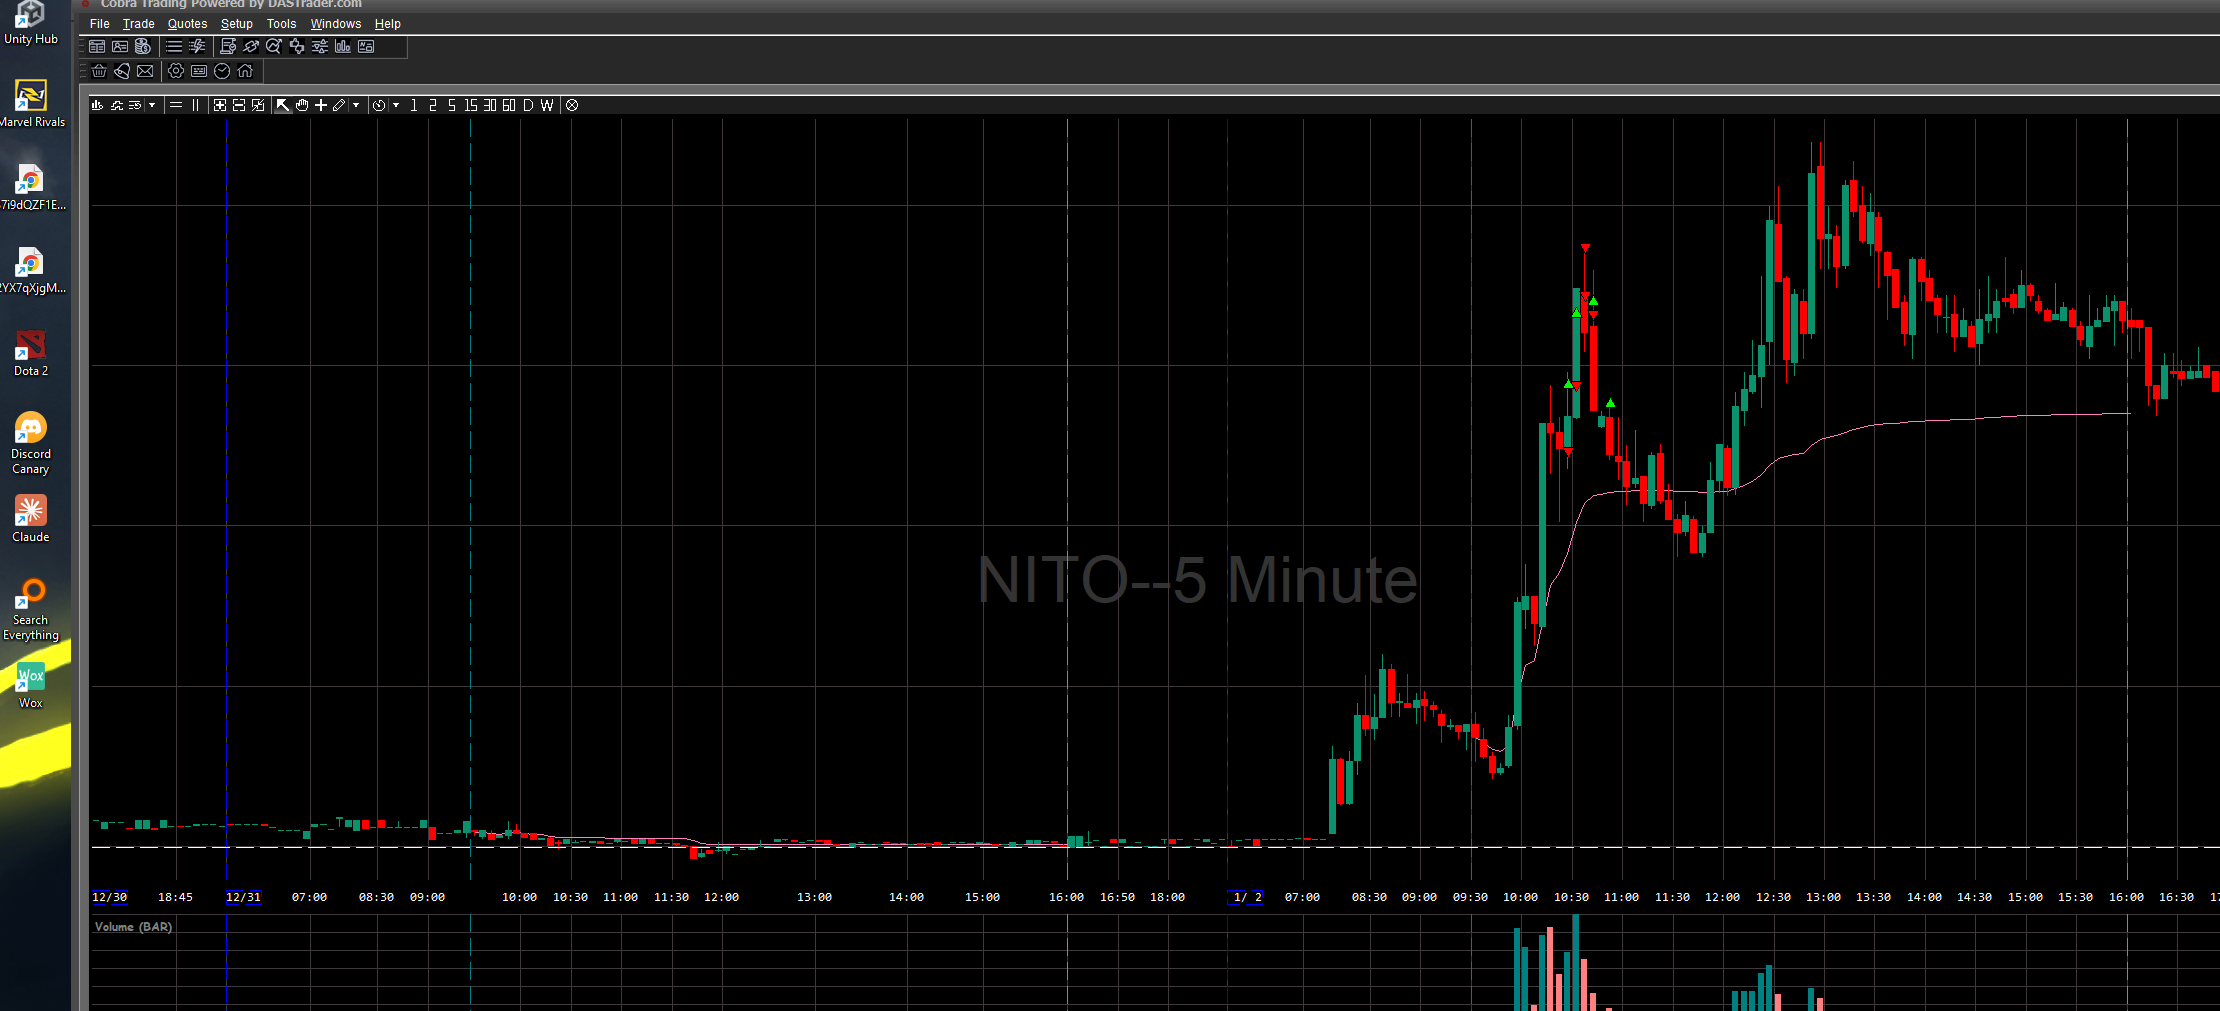 Cobra Trading Powered by DASTrader.com
File Trade Quotes Setup Tools Windows Help
1 2 5 15 30 60 D W
Unity Hub
Marvel Rivals
7i9dQZF1E...
YX7qXjgM...
Dota 2
Discord
Canary
Claude
Search
Everything
Wox
Wox
NITO--5 Minute
12/30 18:45 12/31 07:00 08:30 09:00 10:00 10:30 11:00 11:30 12:00 13:00 14:00 15:00 16:00 16:50 18:00 1/ 2 07:00 08:30 09:00 09:30 10:00 10:30 11:00 11:30 12:00 12:30 13:00 13:30 14:00 14:30 15:00 15:30 16:00 16:30
Volume (BAR)